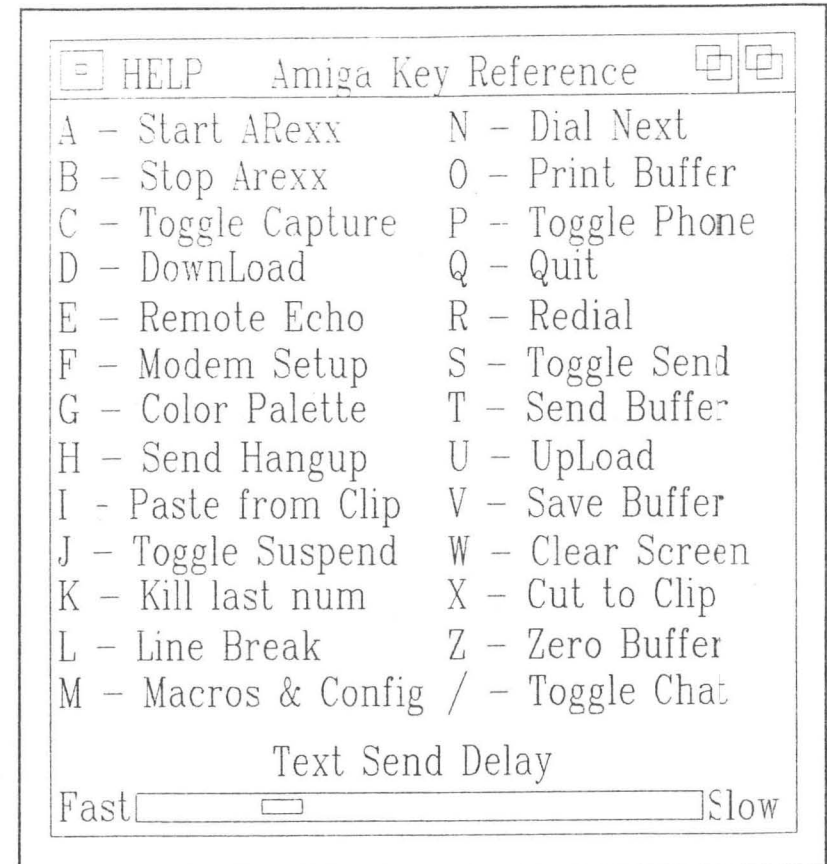 HELP Amiga Key Reference
A - Start ARexx N - Dial Next
B - Stop Arexx O - Print Buffer
C - Toggle Capture P - Toggle Phone
D - DownLoad Q - Quit
E - Remote Echo R - Redial
F - Modem Setup S - Toggle Send
G - Color Palette T - Send Buffer
H - Send Hangup U - UpLoad
I - Paste from Clip V - Save Buffer
J - Toggle Suspend W - Clear Screen
K - Kill last num X - Cut to Clip
L - Line Break Z - Zero Buffer
M - Macros & Config / - Toggle Chat
Text Send Delay
Fast Slow